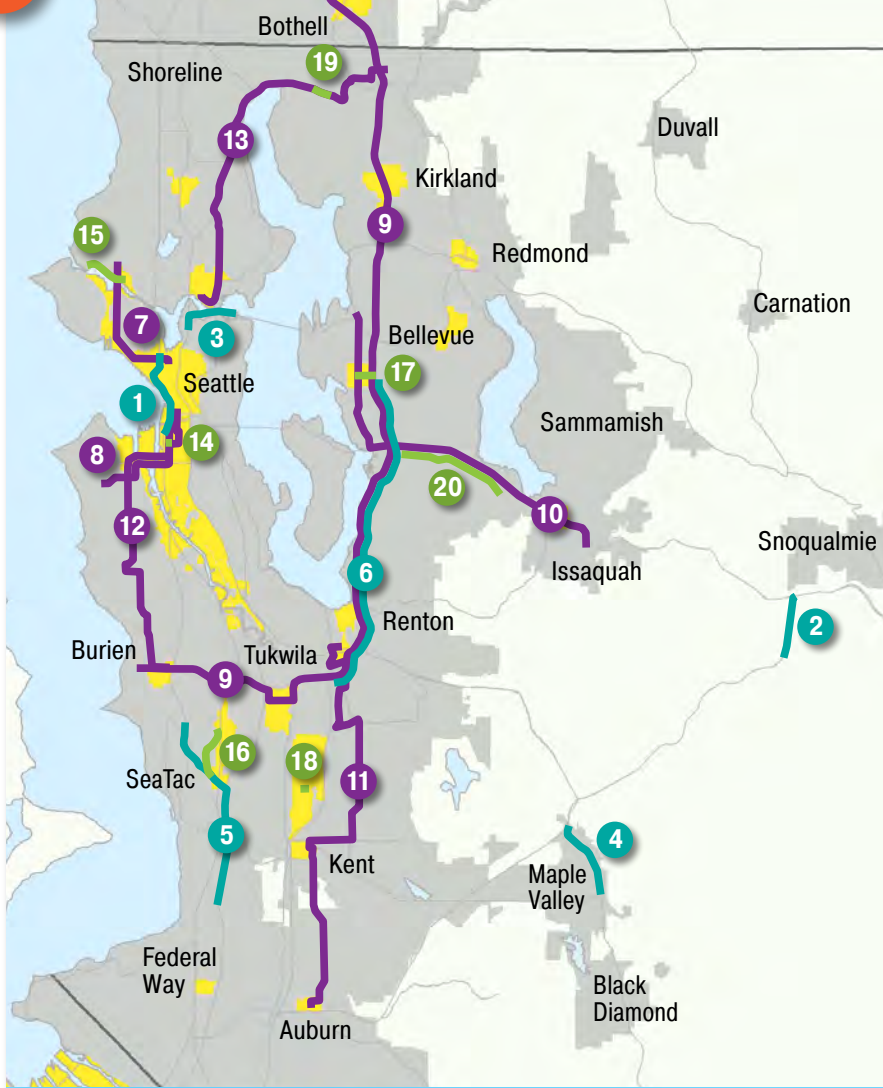 Bothell
19
Shoreline
Duvall
13
Kirkland
9
15
Redmond
Carnation
7
3
Bellevue
17
Seattle
1
Sammamish
14
8
20
10
12
Snoqualmie
Issaquah
6
2
Renton
Burien
Tukwila
9
16
18
SeaTac
11
5
4
Kent
Maple
Valley
Federal
Way
Black
Diamond
Auburn